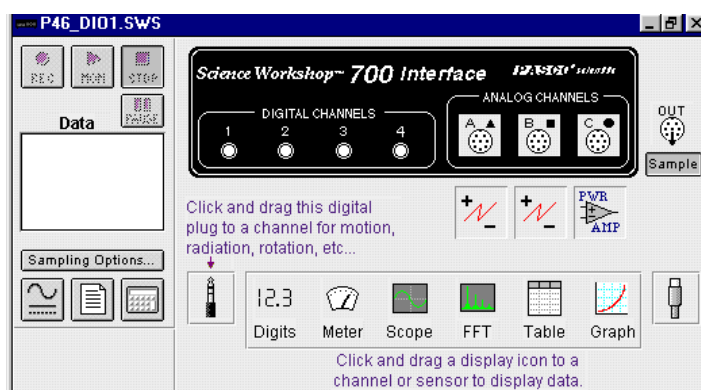 P46_DIO1.SWS
REC MON STOP
PAUSE
Data
Sampling Options...
Science Workshop™ 700 Interface
PASCO scientific
DIGITAL CHANNELS
1 2 3 4
ANALOG CHANNELS
A B C
OUT
Sample
PWR
AMP
Click and drag this digital
plug to a channel for motion,
radiation, rotation, etc...
12.3
Digits Meter Scope FFT Table Graph
Click and drag a display icon to a
channel or sensor to display data.